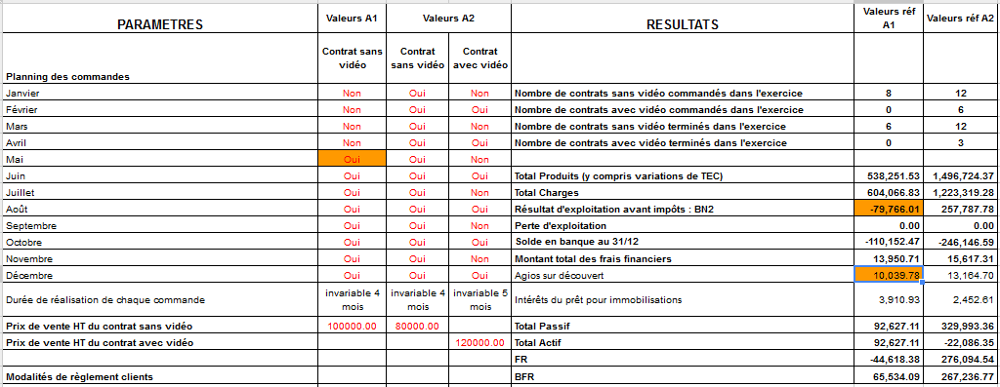 PARAMETRES Valeurs A1 Valeurs A2 RESULTATS Valeurs réf A1 Valeurs réf A2
Planning des commandes Contrat sans vidéo Contrat sans vidéo Contrat avec vidéo
Janvier Non Oui Non Nombre de contrats sans vidéo commandés dans l'exercice 8 12
Février Non Oui Oui Nombre de contrats avec vidéo commandés dans l'exercice 0 6
Mars Non Oui Non Nombre de contrats sans vidéo terminés dans l'exercice 6 12
Avril Non Oui Oui Nombre de contrats avec vidéo terminés dans l'exercice 0 3
Mai Oui Oui Non
Juin Oui Oui Oui Total Produits (y compris variations de TEC) 538,251.53 1,496,724.37
Juillet Oui Oui Non Total Charges 604,066.83 1,223,319.28
Août Oui Oui Oui Résultat d'exploitation avant impôts : BN2 -79,766.01 257,787.78
Septembre Oui Oui Non Perte d'exploitation 0.00 0.00
Octobre Oui Oui Oui Solde en banque au 31/12 -110,152.47 -246,146.59
Novembre Oui Oui Non Montant total des frais financiers 13,950.71 15,617.31
Décembre Oui Oui Oui Agios sur découvert 10,039.78 13,164.70
Durée de réalisation de chaque commande invariable 4 mois invariable 4 mois invariable 5 mois Intérêts du prêt pour immobilisations 3,910.93 2,452.61
Prix de vente HT du contrat sans vidéo 100000.00 80000.00 Total Passif 92,627.11 329,993.36
Prix de vente HT du contrat avec vidéo 120000.00 Total Actif 92,627.11 -22,086.35
FR -44,618.38 276,094.54
Modalités de règlement clients BFR 65,534.09 267,236.77